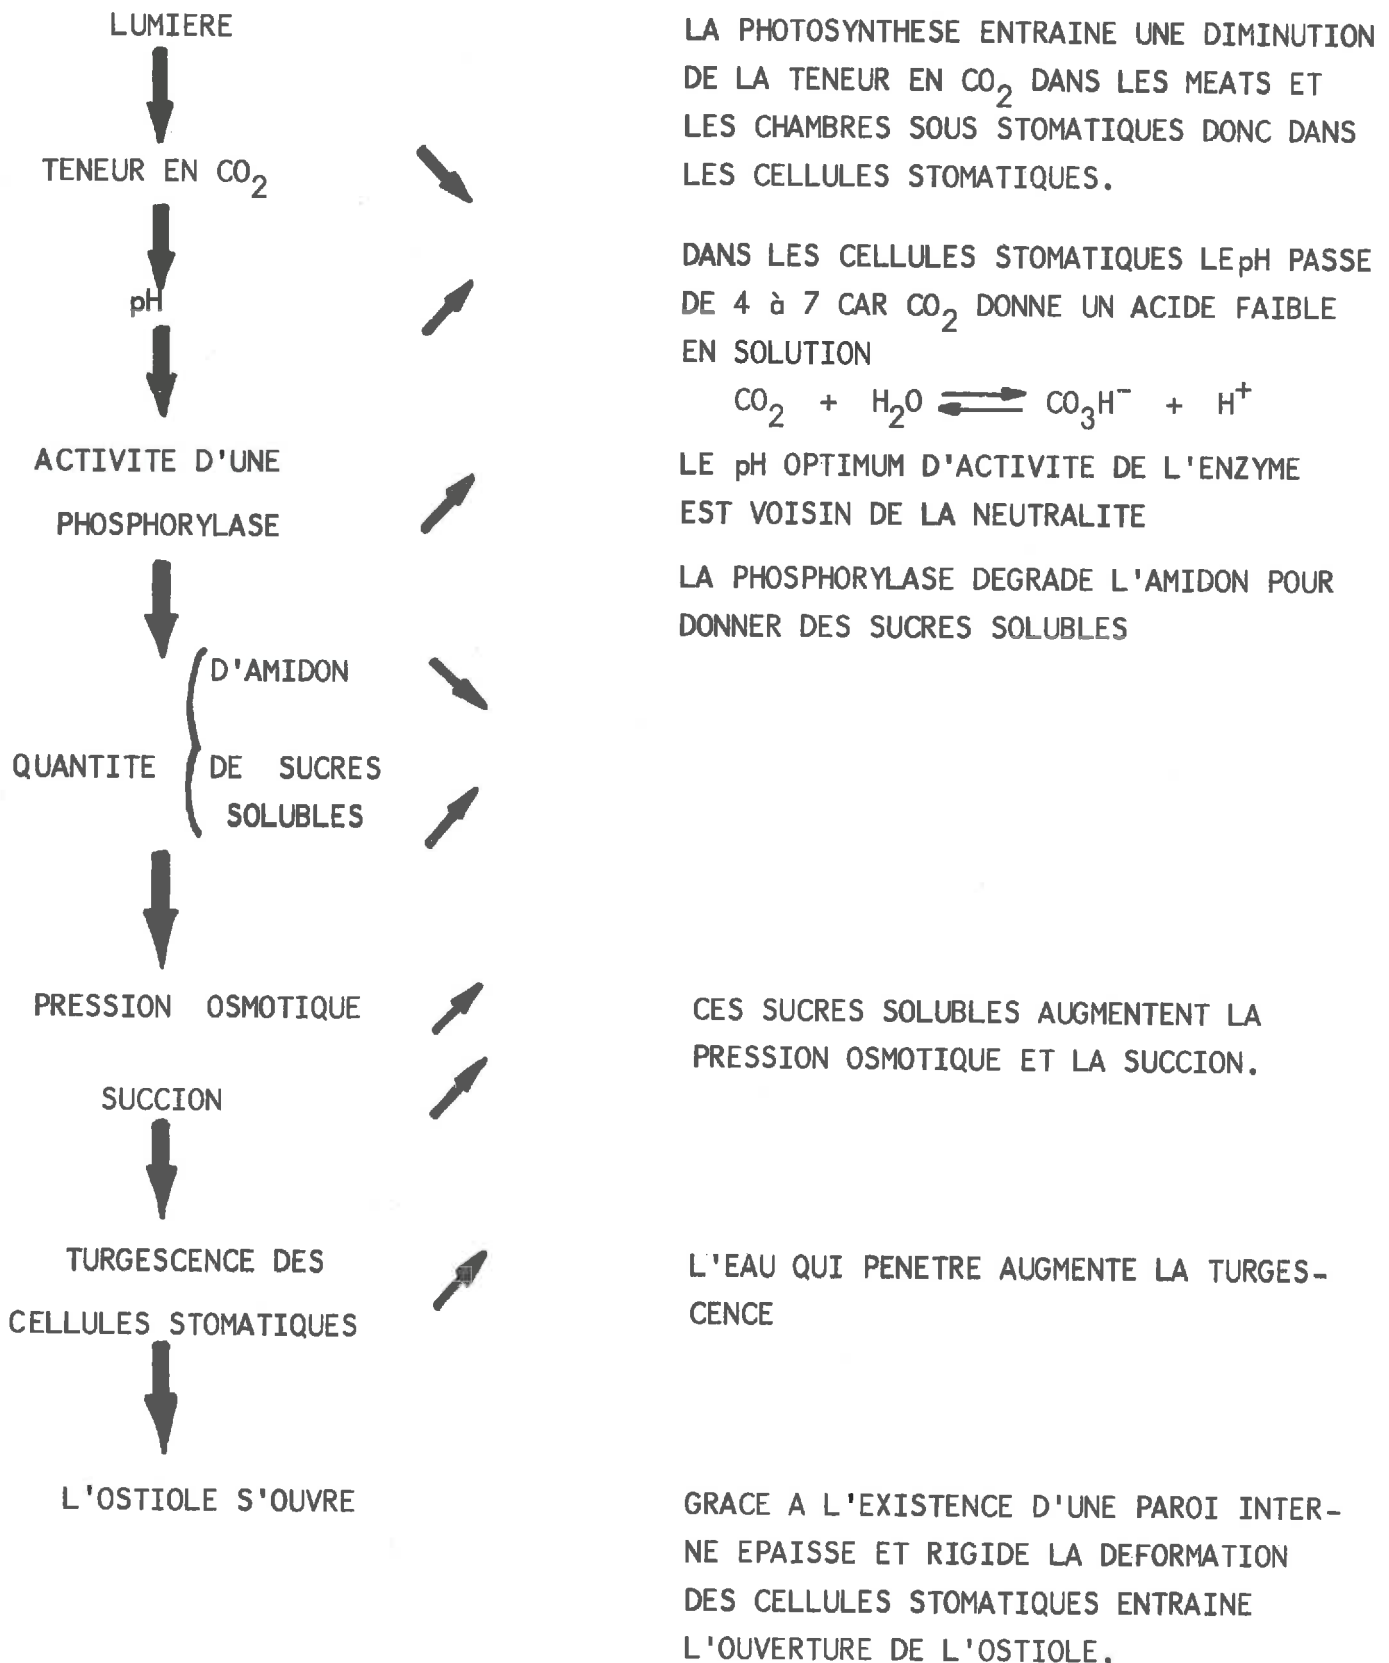 LUMIERE
TENEUR EN CO2
pH
ACTIVITE D'UNE
PHOSPHORYLASE
D'AMIDON
QUANTITE
DE SUCRES
SOLUBLES
PRESSION OSMOTIQUE
SUCCION
TURGESCENCE DES
CELLULES STOMATIQUES
L'OSTIOLE S'OUVRE
LA PHOTOSYNTHESE ENTRAINE UNE DIMINUTION
DE LA TENEUR EN CO2 DANS LES MEATS ET
LES CHAMBRES SOUS STOMATIQUES DONC DANS
LES CELLULES STOMATIQUES.
DANS LES CELLULES STOMATIQUES LE pH PASSE
DE 4 à 7 CAR CO2 DONNE UN ACIDE FAIBLE
EN SOLUTION
CO2 + H2O ⇌ CO3H- + H+
LE pH OPTIMUM D'ACTIVITE DE L'ENZYME
EST VOISIN DE LA NEUTRALITE
LA PHOSPHORYLASE DEGRADE L'AMIDON POUR
DONNER DES SUCRES SOLUBLES
CES SUCRES SOLUBLES AUGMENTENT LA
PRESSION OSMOTIQUE ET LA SUCCION.
L'EAU QUI PENETRE AUGMENTE LA TURGES-
CENCE
GRACE A L'EXISTENCE D'UNE PAROI INTER-
NE EPAISSE ET RIGIDE LA DEFORMATION
DES CELLULES STOMATIQUES ENTRAINE
L'OUVERTURE DE L'OSTIOLE.